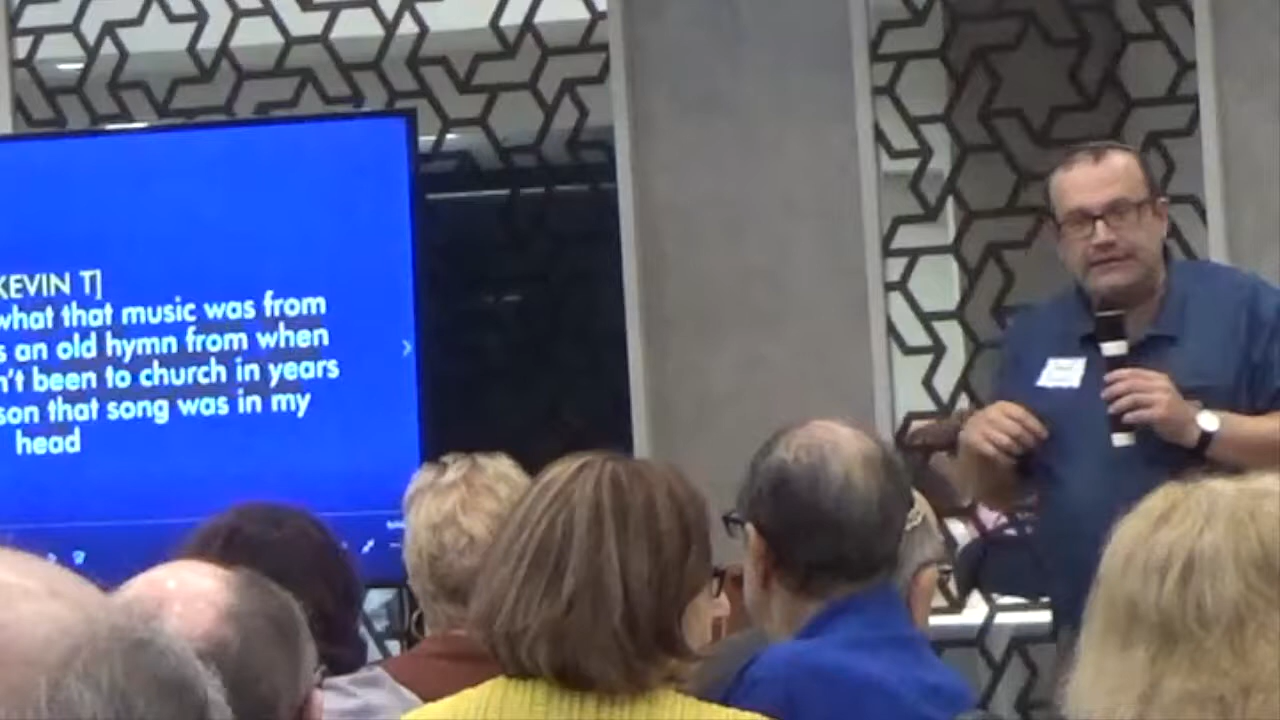 KEVIN T]
what that music was from
s an old hymn from when
n't been to church in years
son that song was in my
head